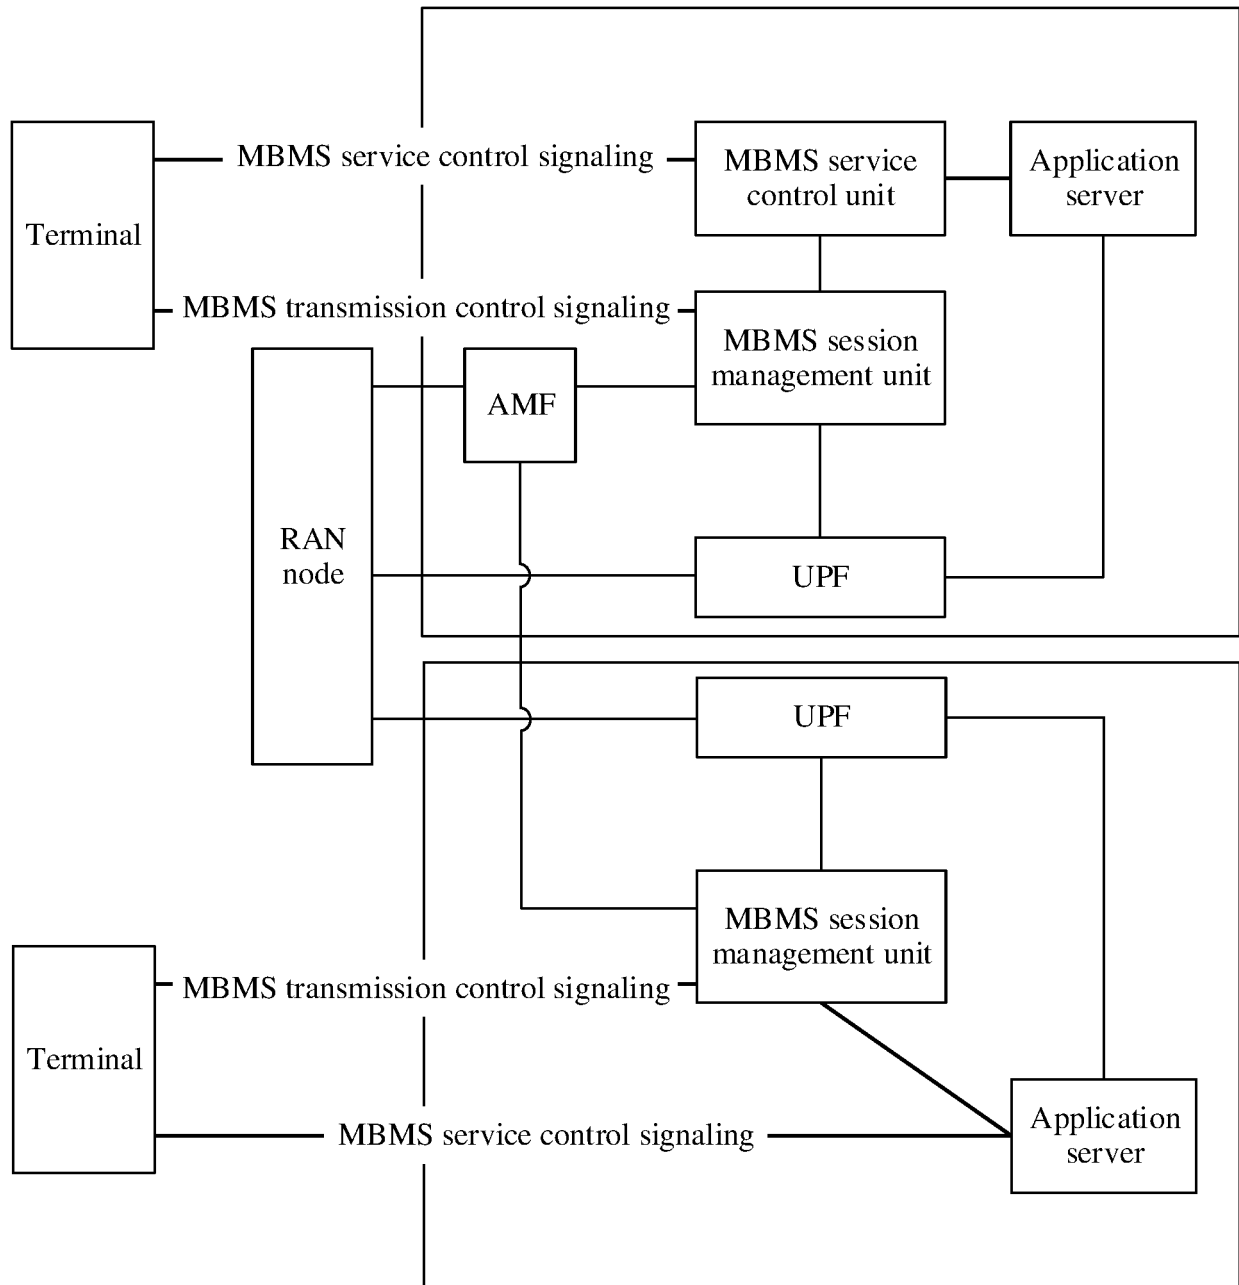 MBMS service control signaling
MBMS service
control unit
Application
server
Terminal
MBMS transmission control signaling
MBMS session
management unit
AMF
RAN
node
UPF
UPF
MBMS session
management unit
MBMS transmission control signaling
Terminal
MBMS service control signaling
Application
server